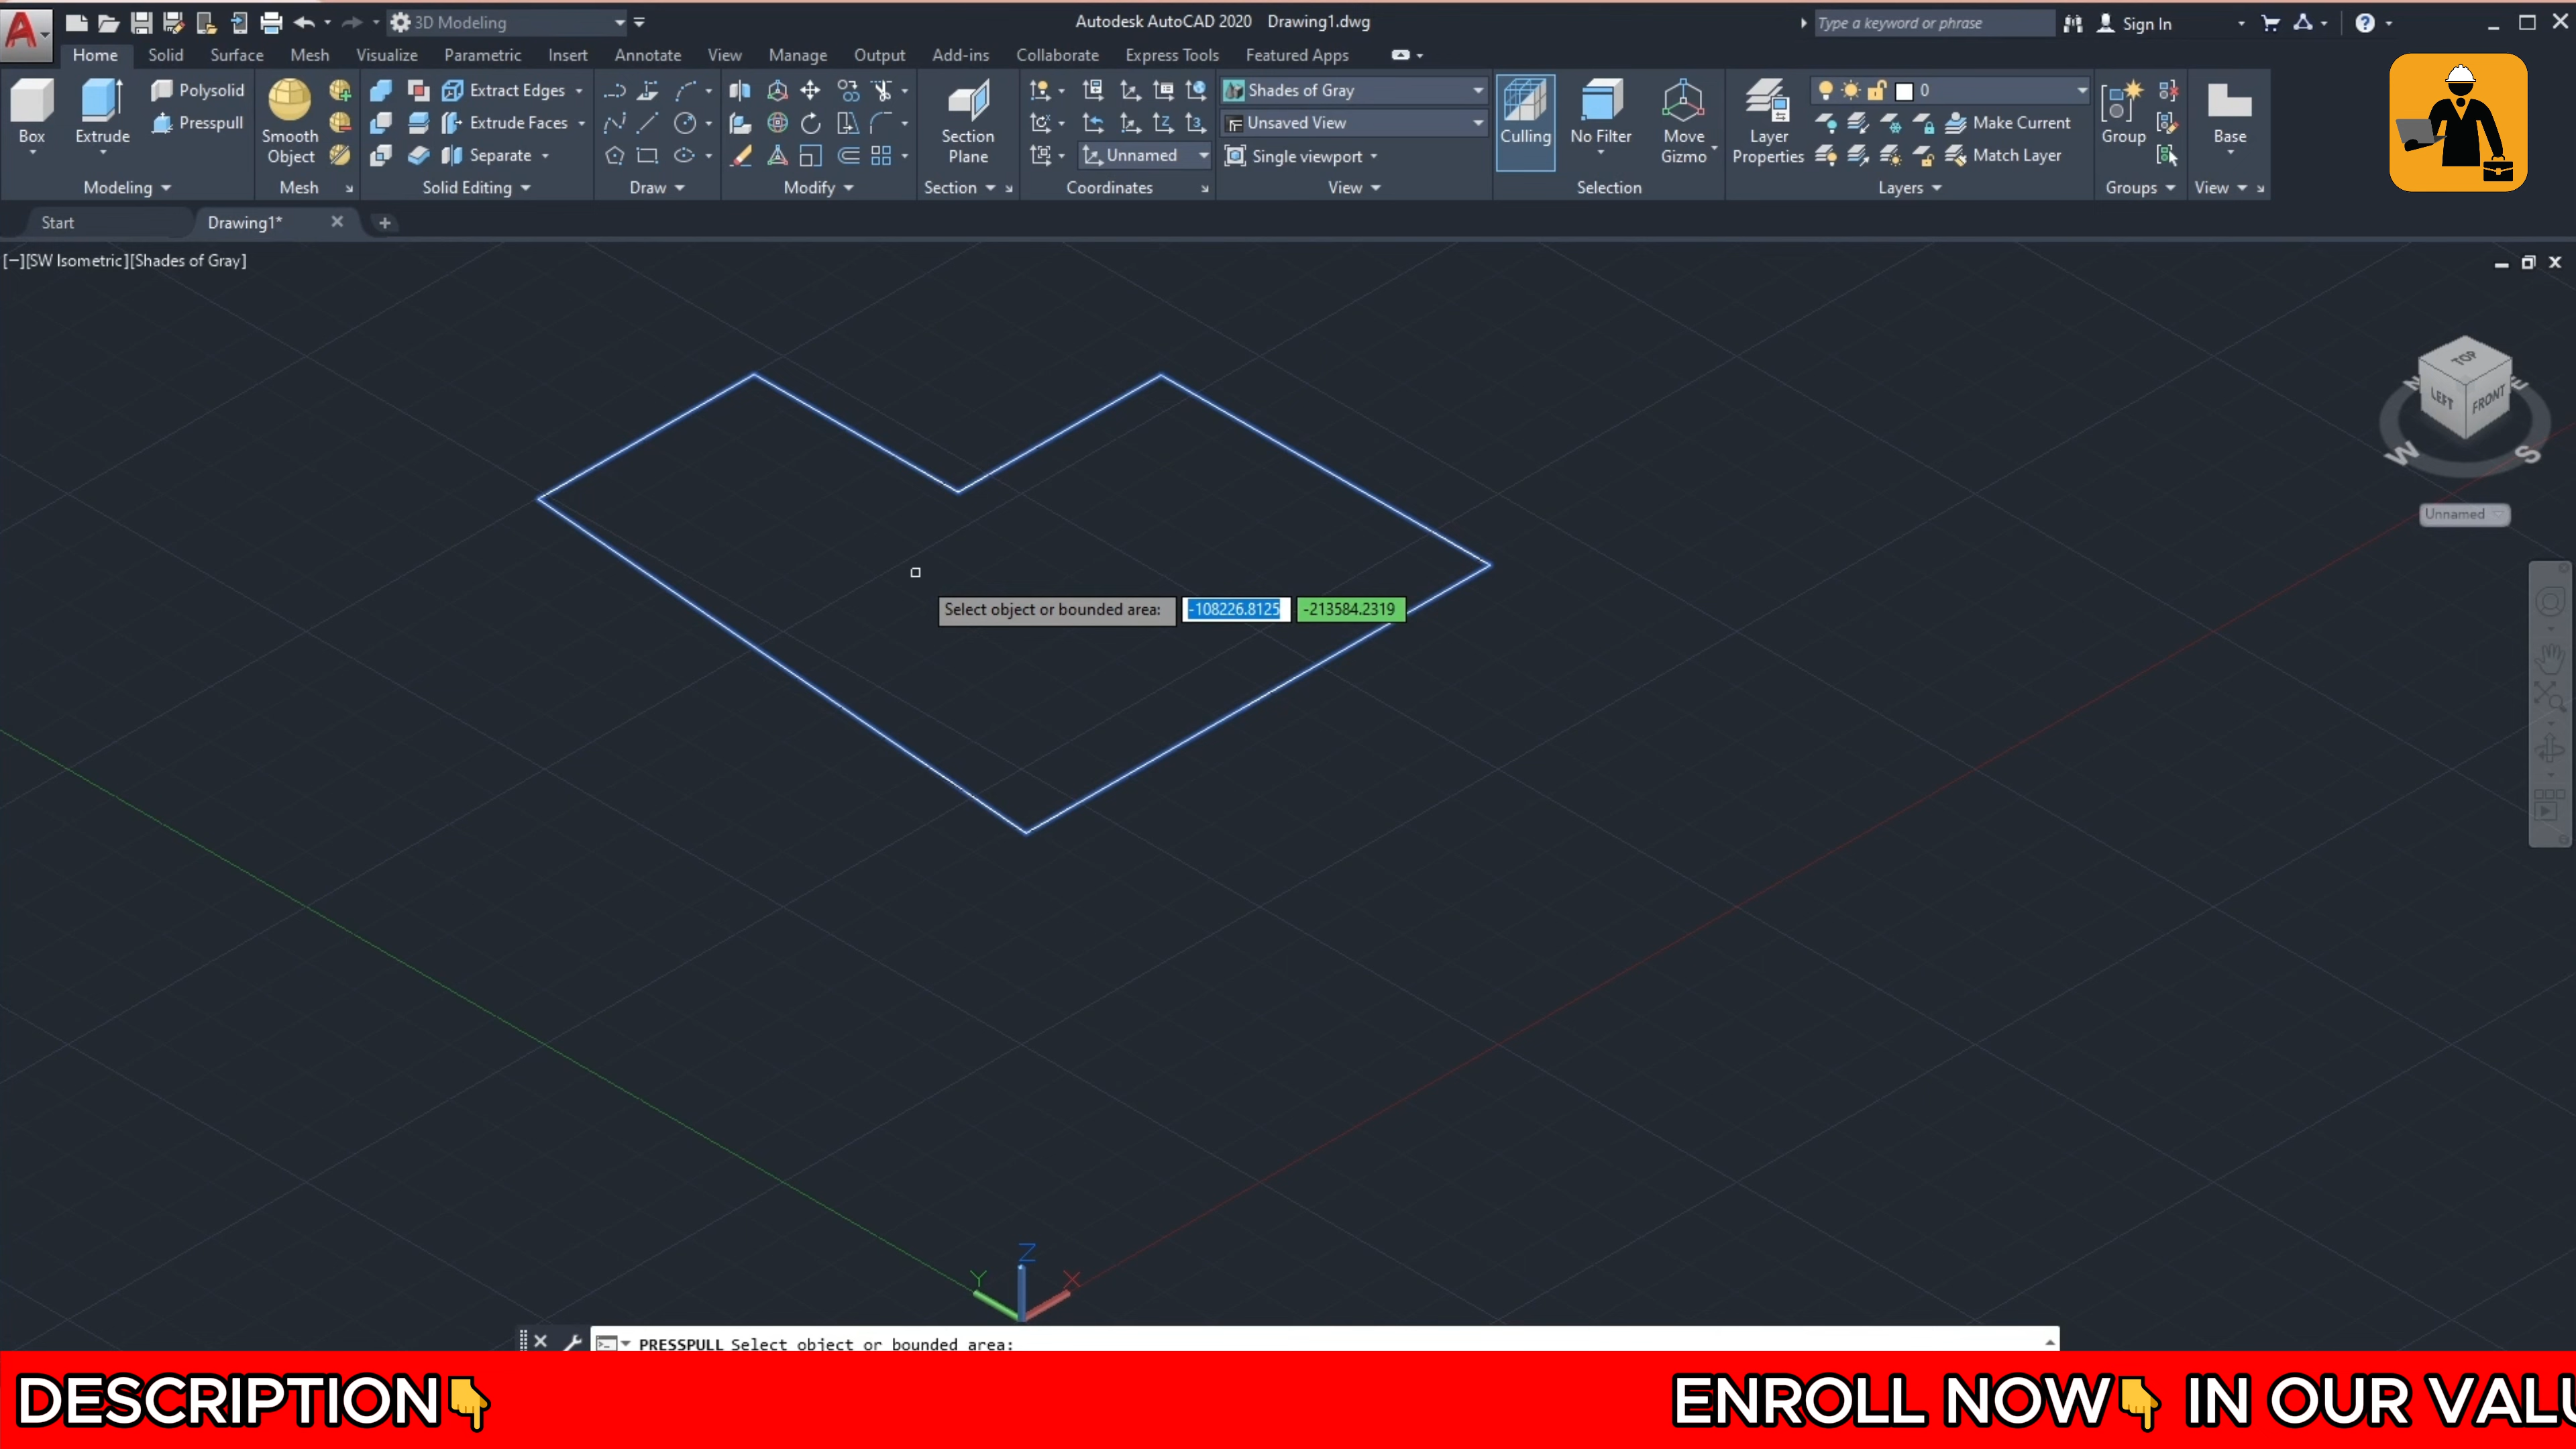 3D Modeling
Autodesk AutoCAD 2020 Drawing1.dwg
Type a keyword or phrase
Sign In
Home Solid Surface Mesh Parametric Visualize Insert Annotate View Manage Output Add-ins Collaborate Express Tools Featured Apps
Box
Extrude
Polysolid
Presspull
Smooth Object
Extract Edges
Extrude Faces
Separate
Section Plane
Unnamed
Shades of Gray
Unsaved View
Single viewport
Culling
No Filter
Move Gizmo
Layer Properties
0
Make Current
Match Layer
Group
Base
Modeling Mesh Solid Editing Draw Modify Section Coordinates View Selection Layers Groups View
Start Drawing1*
[−][SW Isometric][Shades of Gray]
TOP
LEFT FRONT
N E
W S
Unnamed
Select object or bounded area: -108226.8125 -213584.2319
Z
Y X
PRESSPULL Select object or bounded area:
DESCRIPTION👇 ENROLL NOW👇 IN OUR VALU